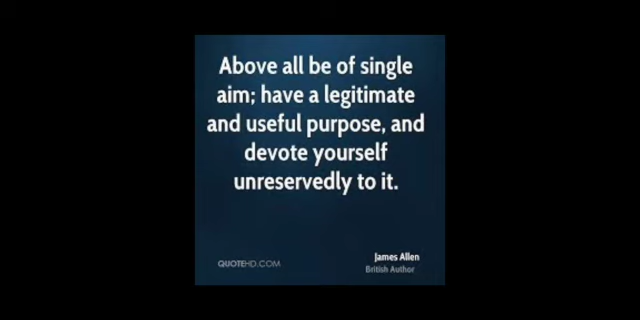 Above all be of single
aim; have a legitimate
and useful purpose, and
devote yourself
unreservedly to it.
James Allen
QUOTEHD.COM
British Author